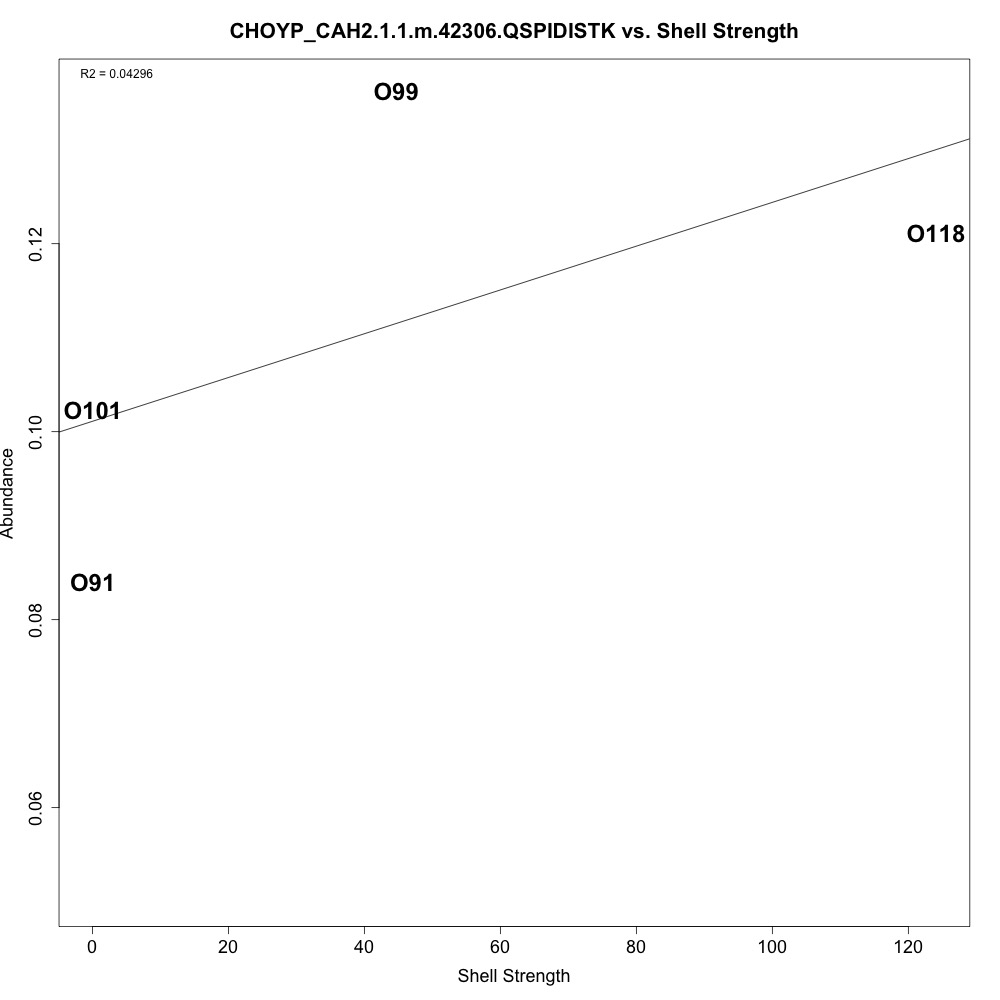 CHOYP_CAH2.1.1.m.42306.QSPIDISTK vs. Shell Strength
R2 = 0.04296
O99
O118
O101
O91
0.12
0.10
0.08
0.06
Abundance
0 20 40 60 80 100 120
Shell Strength